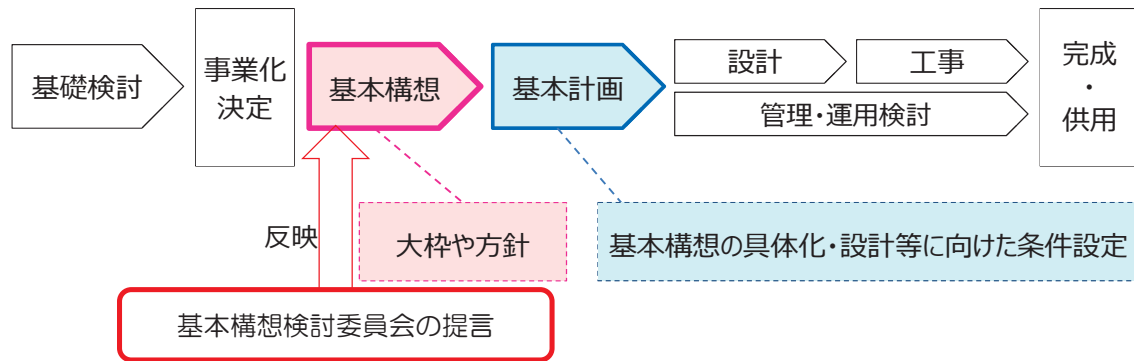 基礎検討
事業化
決定
基本構想
基本計画
設計
工事
管理・運用検討
完成
・
供用
反映
大枠や方針
基本構想の具体化・設計等に向けた条件設定
基本構想検討委員会の提言